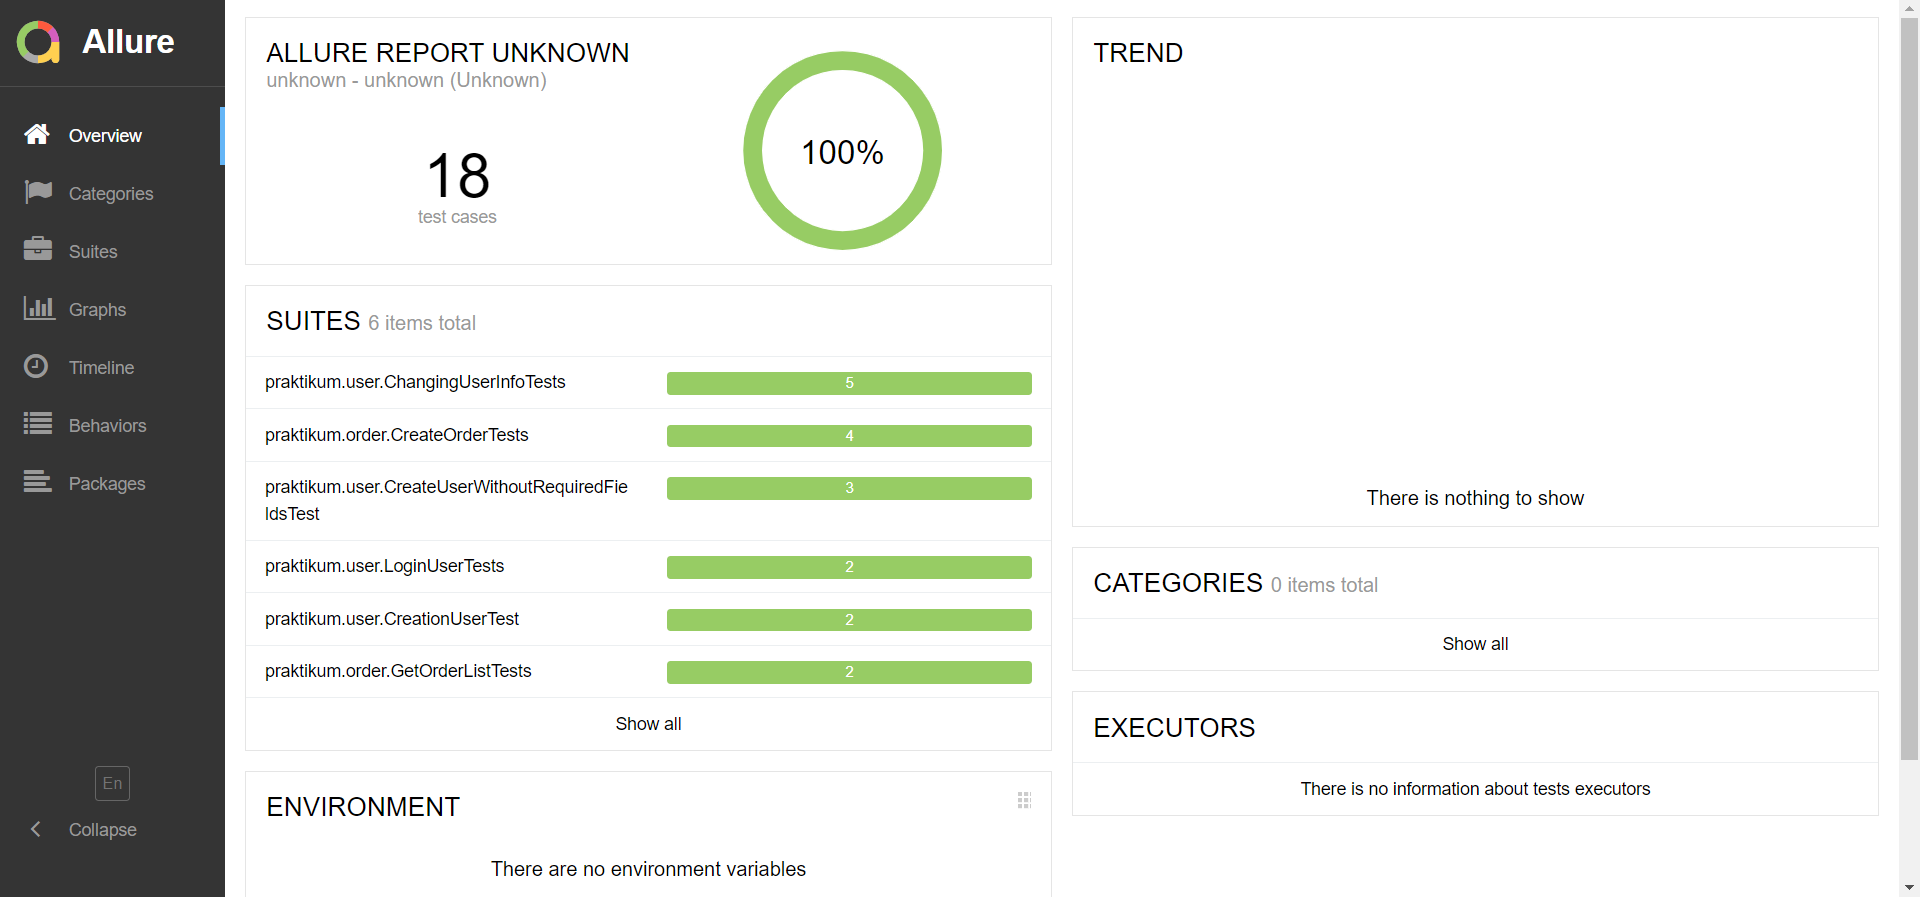 Allure
Overview
Categories
Suites
Graphs
Timeline
Behaviors
Packages
En
Collapse
ALLURE REPORT UNKNOWN
unknown - unknown (Unknown)
18
test cases
100%
SUITES 6 items total
praktikum.user.ChangingUserInfoTests 5
praktikum.order.CreateOrderTests 4
praktikum.user.CreateUserWithoutRequiredFie 3
ldsTest
praktikum.user.LoginUserTests 2
praktikum.user.CreationUserTest 2
praktikum.order.GetOrderListTests 2
Show all
ENVIRONMENT
There are no environment variables
TREND
There is nothing to show
CATEGORIES 0 items total
Show all
EXECUTORS
There is no information about tests executors